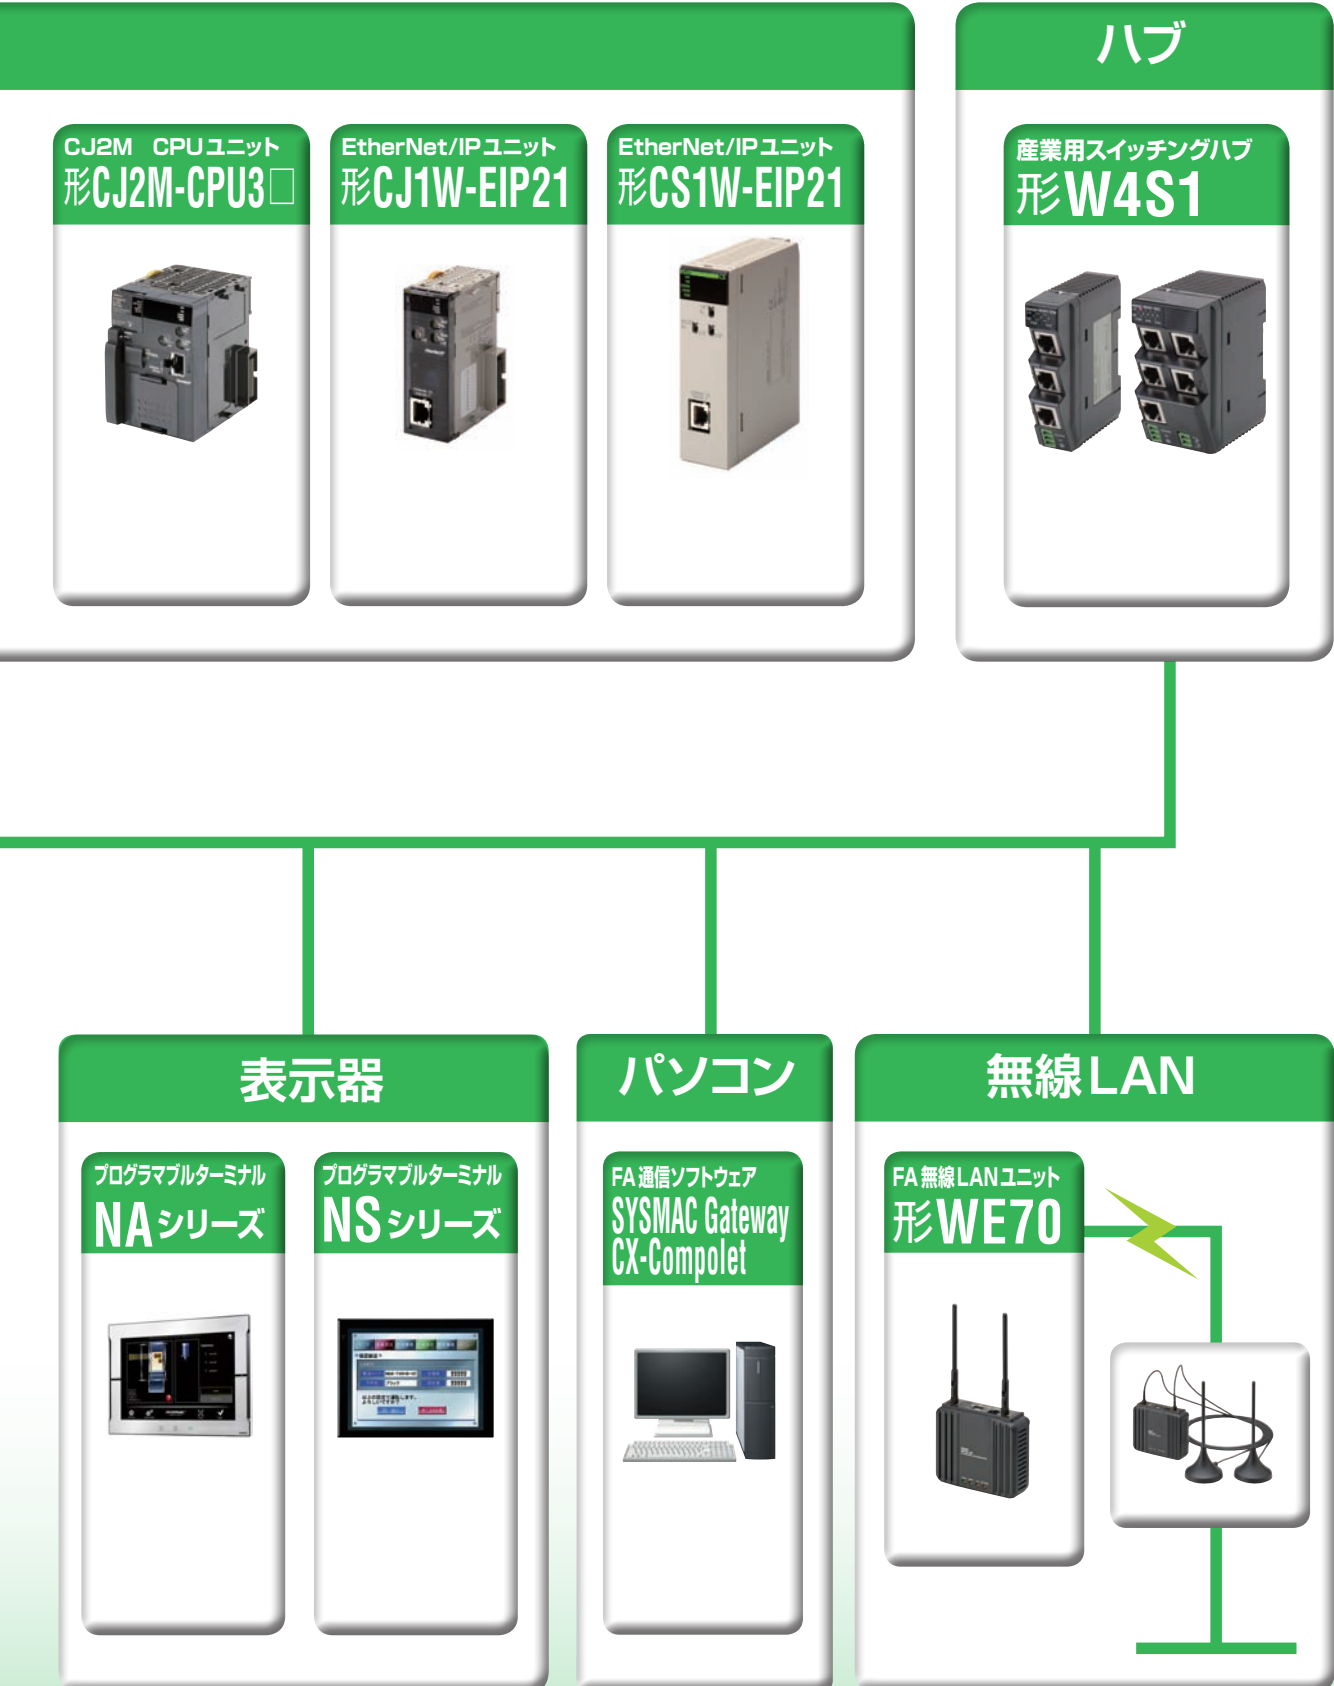 ハブ
CJ2M CPUユニット
形CJ2M-CPU3□
EtherNet/IPユニット
形CJ1W-EIP21
EtherNet/IPユニット
形CS1W-EIP21
産業用スイッチングハブ
形W4S1
表示器
プログラマブルターミナル
NAシリーズ
プログラマブルターミナル
NSシリーズ
パソコン
FA通信ソフトウェア
SYSMAC Gateway
CX-Compolet
無線LAN
FA無線LANユニット
形WE70